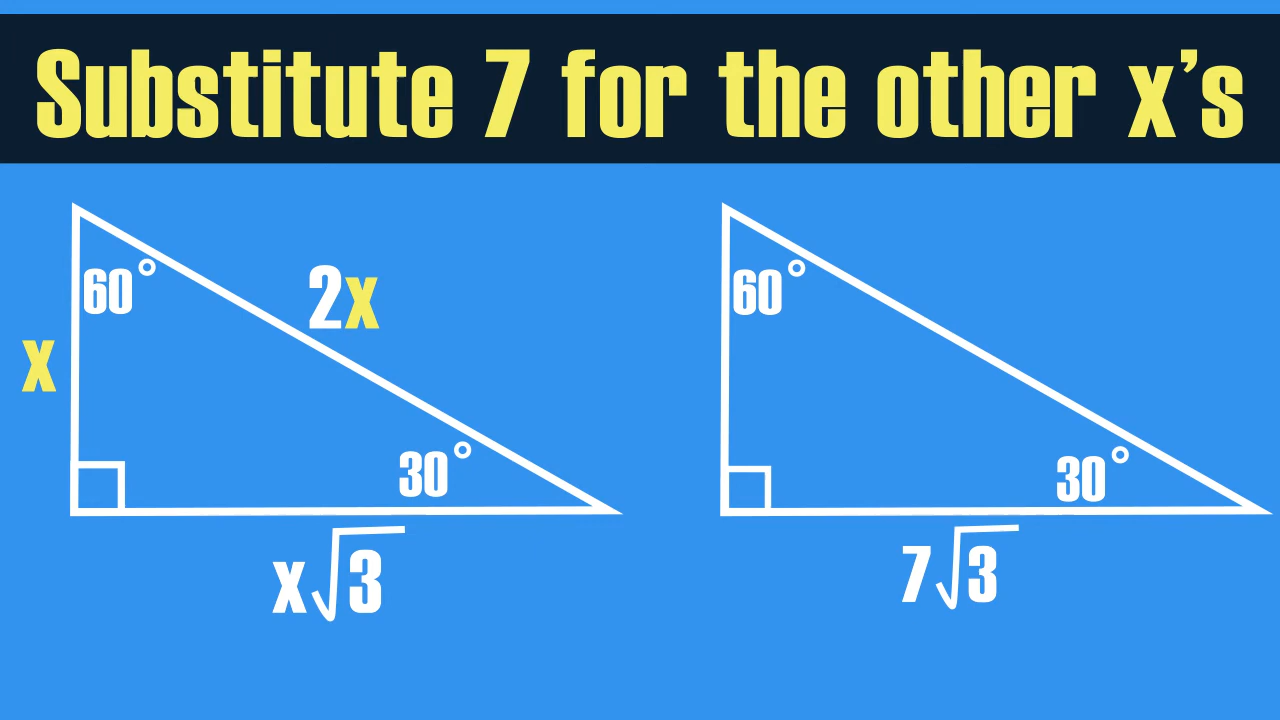 Substitute 7 for the other x's
60°
2x
x
30°
x√3
60°
30°
7√3